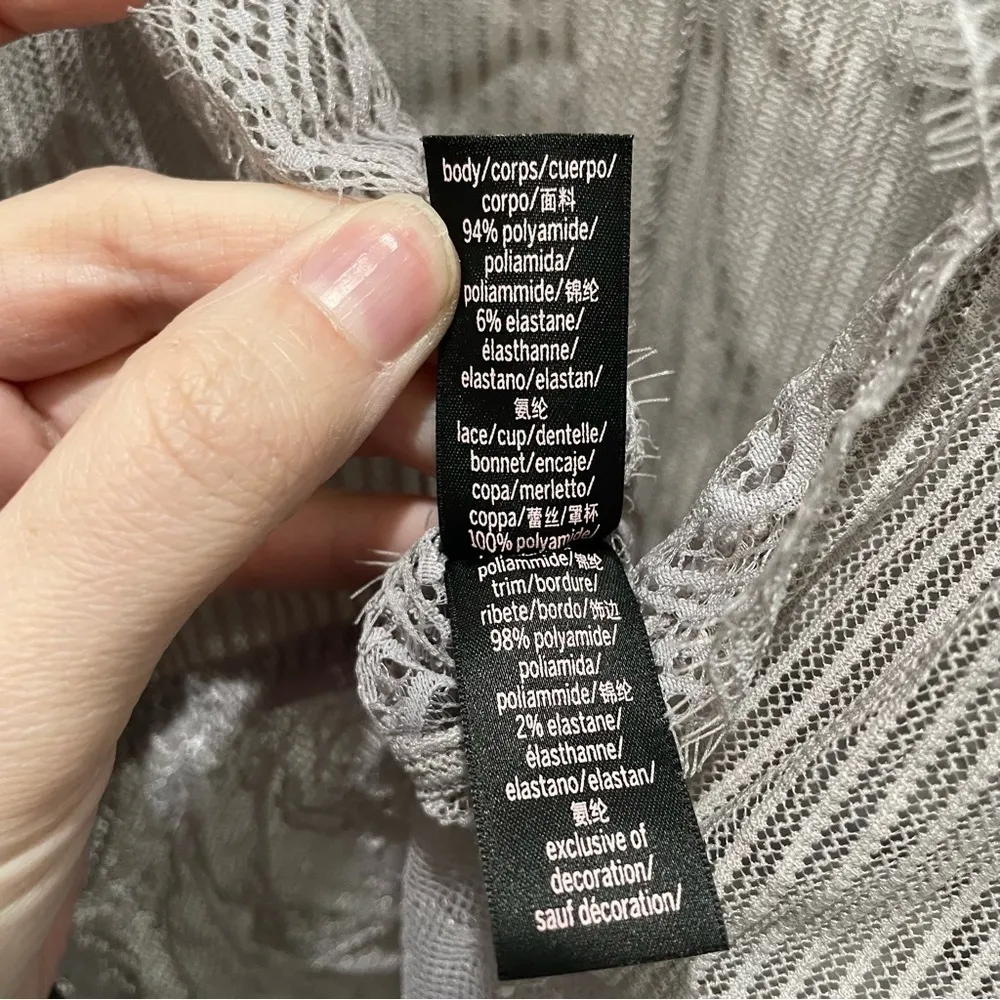 body/corps/cuerpo/
corpo/面料
94% polyamide/
poliamida/
poliammide/锦纶
6% elastane/
élasthanne/
elastano/elastan/
氨纶
lace/cup/dentelle/
bonnet/encaje/
copa/merletto/
coppa/蕾丝/罩杯
100% polyamide/
poliammide/锦纶
trim/bordure/
ribete/bordo/饰边
98% polyamide/
poliamida/
poliammide/锦纶
2% elastane/
élasthanne/
elastano/elastan/
氨纶
exclusive of
decoration/
sauf décoration/